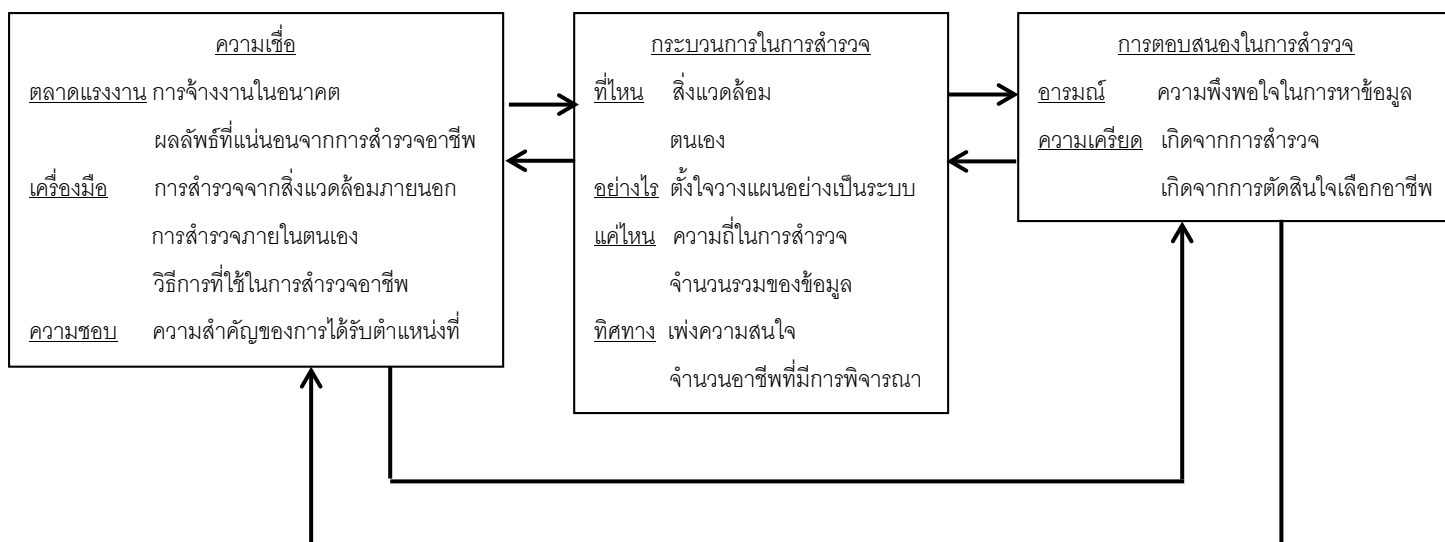 ความเชื่อ
ตลาดแรงงาน การจ้างงานในอนาคต
ผลลัพธ์ที่แน่นอนจากการสำรวจอาชีพ
เครื่องมือ การสำรวจจากสิ่งแวดล้อมภายนอก
การสำรวจภายในตนเอง
วิธีการที่ใช้ในการสำรวจอาชีพ
ความชอบ ความสำคัญของการได้รับตำแหน่งที่
กระบวนการในการสำรวจ
ที่ไหน สิ่งแวดล้อม
ตนเอง
อย่างไร ตั้งใจวางแผนอย่างเป็นระบบ
แค่ไหน ความถี่ในการสำรวจ
จำนวนรวมของข้อมูล
ทิศทาง เพ่งความสนใจ
จำนวนอาชีพที่มีการพิจารณา
การตอบสนองในการสำรวจ
อารมณ์ ความพึงพอใจในการหาข้อมูล
ความเครียด เกิดจากการสำรวจ
เกิดจากการตัดสินใจเลือกอาชีพ